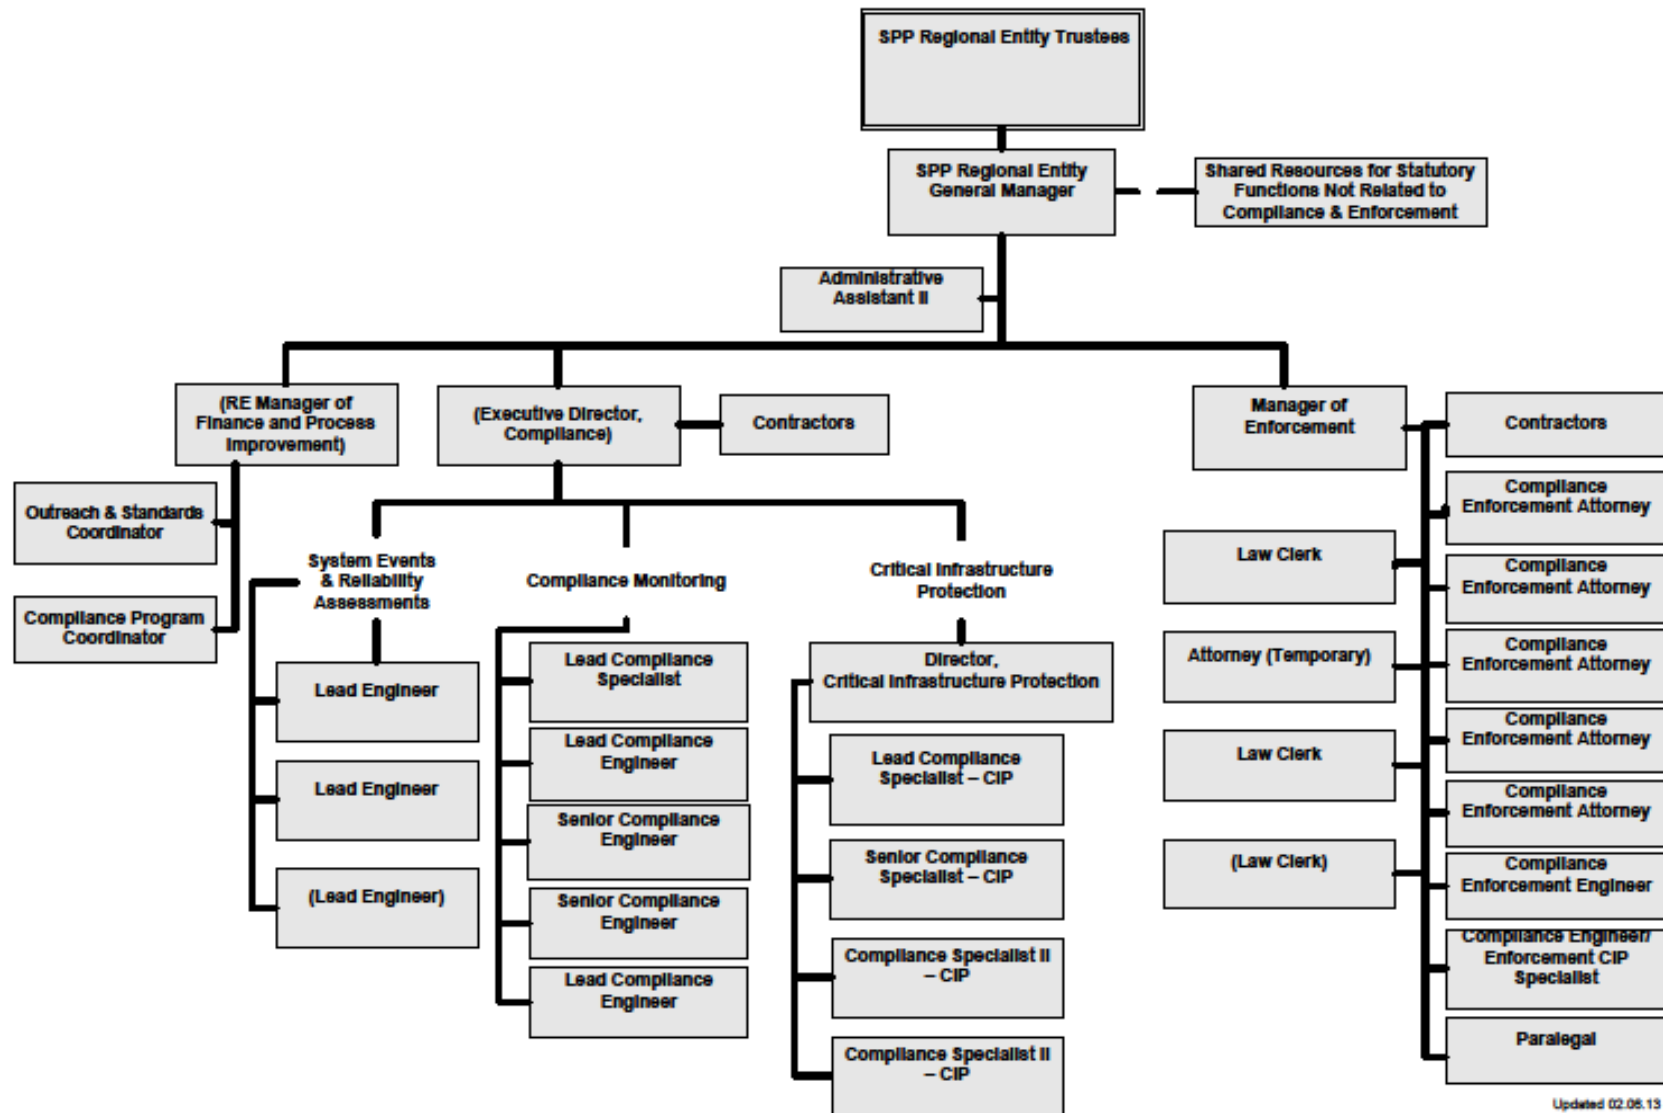 SPP Regional Entity Trustees
SPP Regional Entity
General Manager
Shared Resources for Statutory
Functions Not Related to
Compliance & Enforcement
Administrative
Assistant II
(RE Manager of
Finance and Process
Improvement)
(Executive Director,
Compliance)
Contractors
Manager of
Enforcement
Contractors
Outreach & Standards
Coordinator
Compliance Program
Coordinator
System Events
& Reliability
Assessments
Lead Engineer
Lead Engineer
(Lead Engineer)
Compliance Monitoring
Lead Compliance
Specialist
Lead Compliance
Engineer
Senior Compliance
Engineer
Senior Compliance
Engineer
Lead Compliance
Engineer
Critical Infrastructure
Protection
Director,
Critical Infrastructure Protection
Lead Compliance
Specialist – CIP
Senior Compliance
Specialist – CIP
Compliance Specialist II
– CIP
Compliance Specialist II
– CIP
Law Clerk
Attorney (Temporary)
Law Clerk
(Law Clerk)
Compliance
Enforcement Attorney
Compliance
Enforcement Attorney
Compliance
Enforcement Attorney
Compliance
Enforcement Attorney
Compliance
Enforcement Attorney
Compliance
Enforcement Engineer
Compliance Engineer/
Enforcement CIP
Specialist
Paralegal
Updated 02.06.13